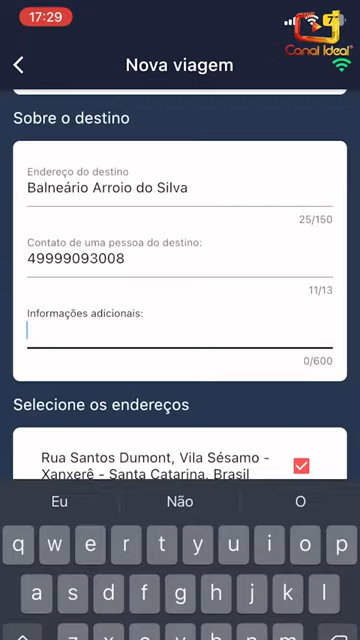 17:29
7
Canal Ideal
Nova viagem
Sobre o destino
Endereço do destino
Balneário Arroio do Silva
25/150
Contato de uma pessoa do destino:
49999093008
11/13
Informações adicionais:
0/600
Selecione os endereços
Rua Santos Dumont, Vila Sésamo -
Xanxerê - Santa Catarina, Brasil
Eu Não O
q w e r t y u i o p
a s d f g h j k l
z x c v b n m